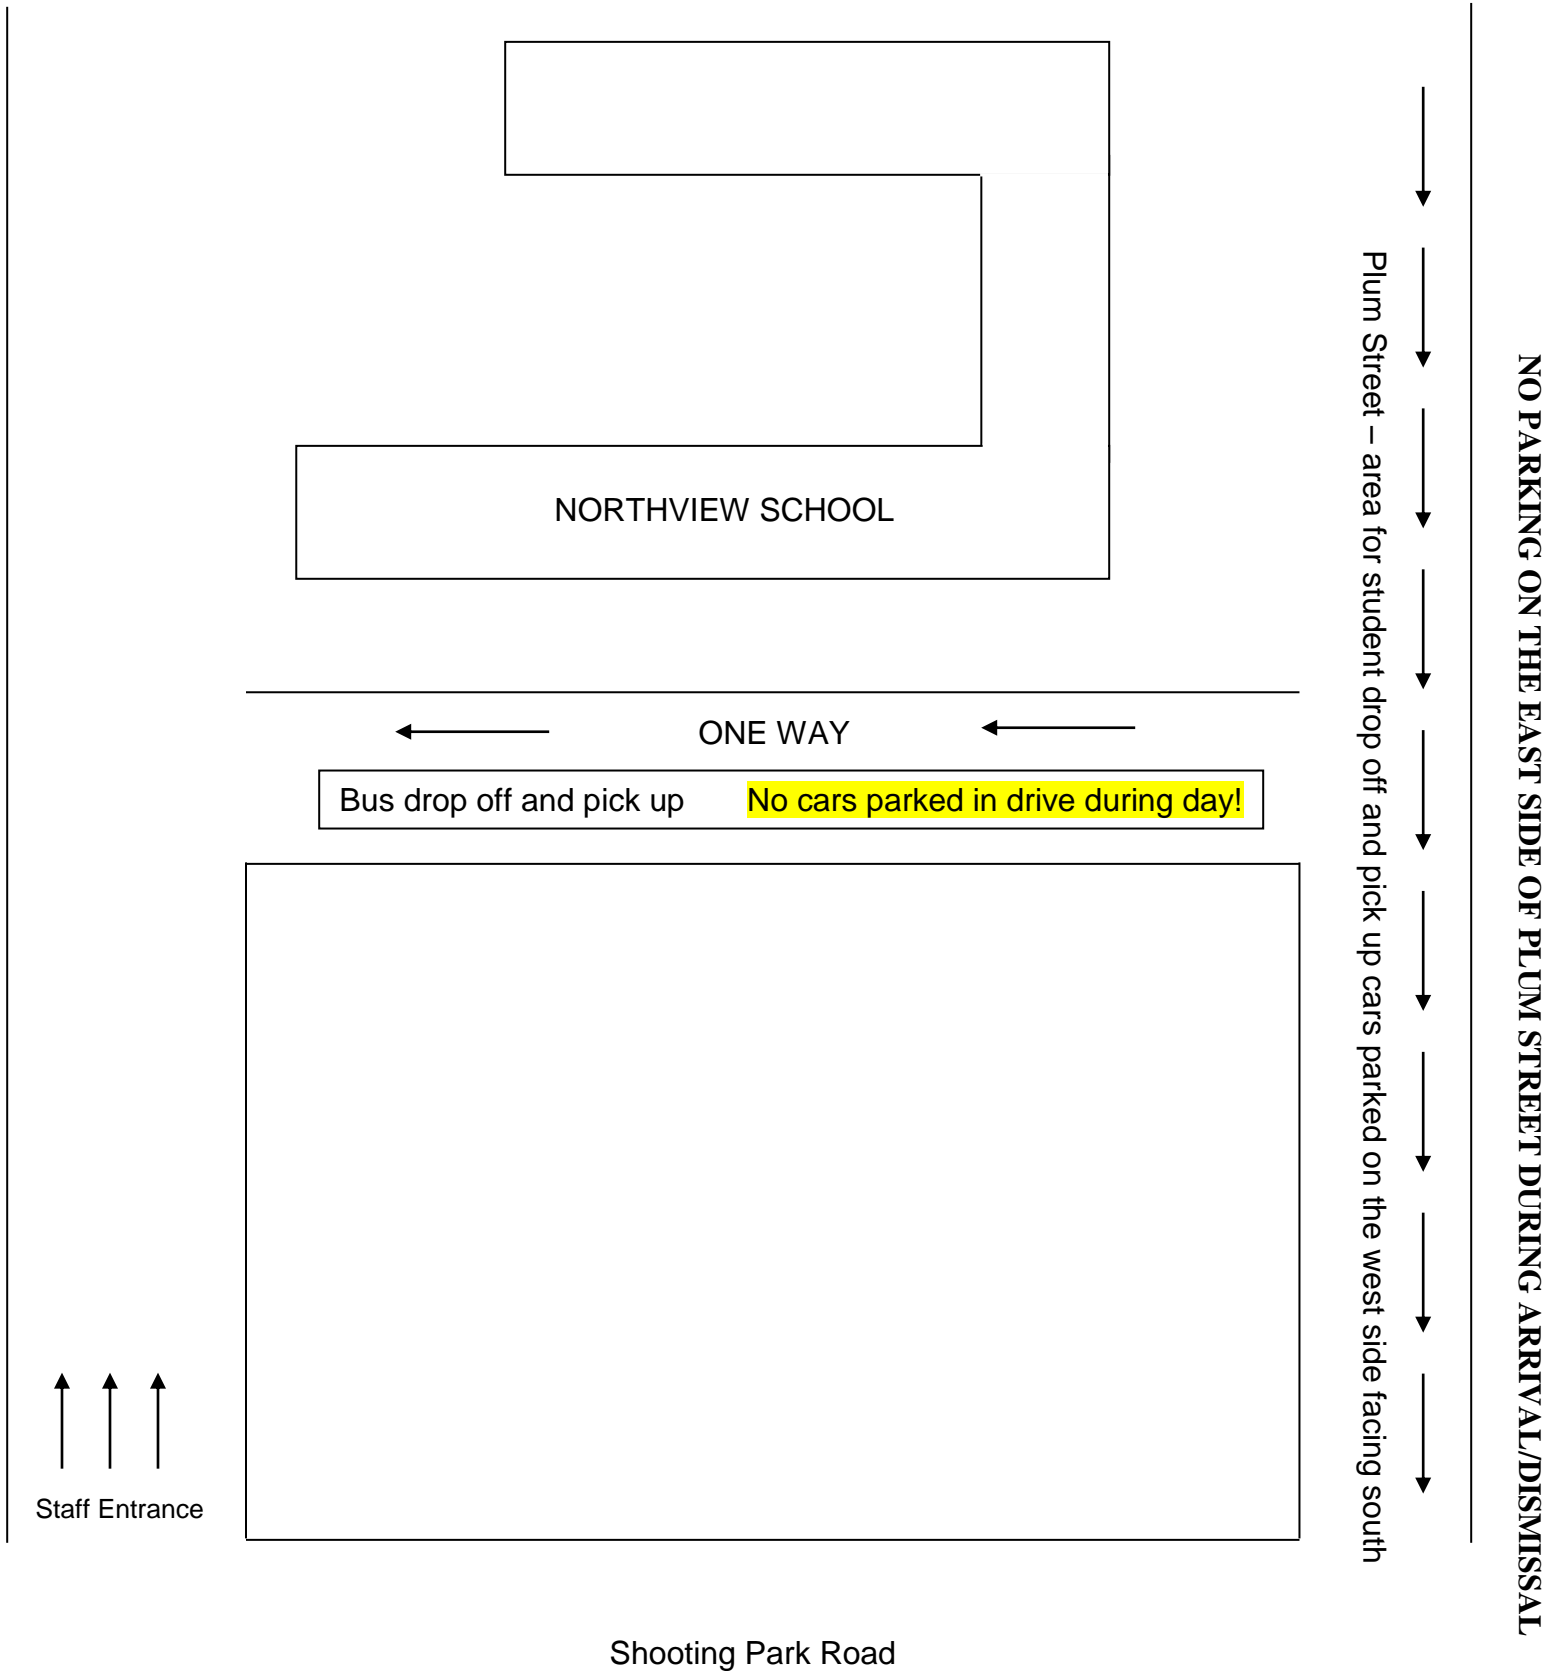 NORTHVIEW SCHOOL
ONE WAY
Bus drop off and pick up No cars parked in drive during day!
Plum Street – area for student drop off and pick up cars parked on the west side facing south
NO PARKING ON THE EAST SIDE OF PLUM STREET DURING ARRIVAL/DISMISSAL
Staff Entrance
Shooting Park Road